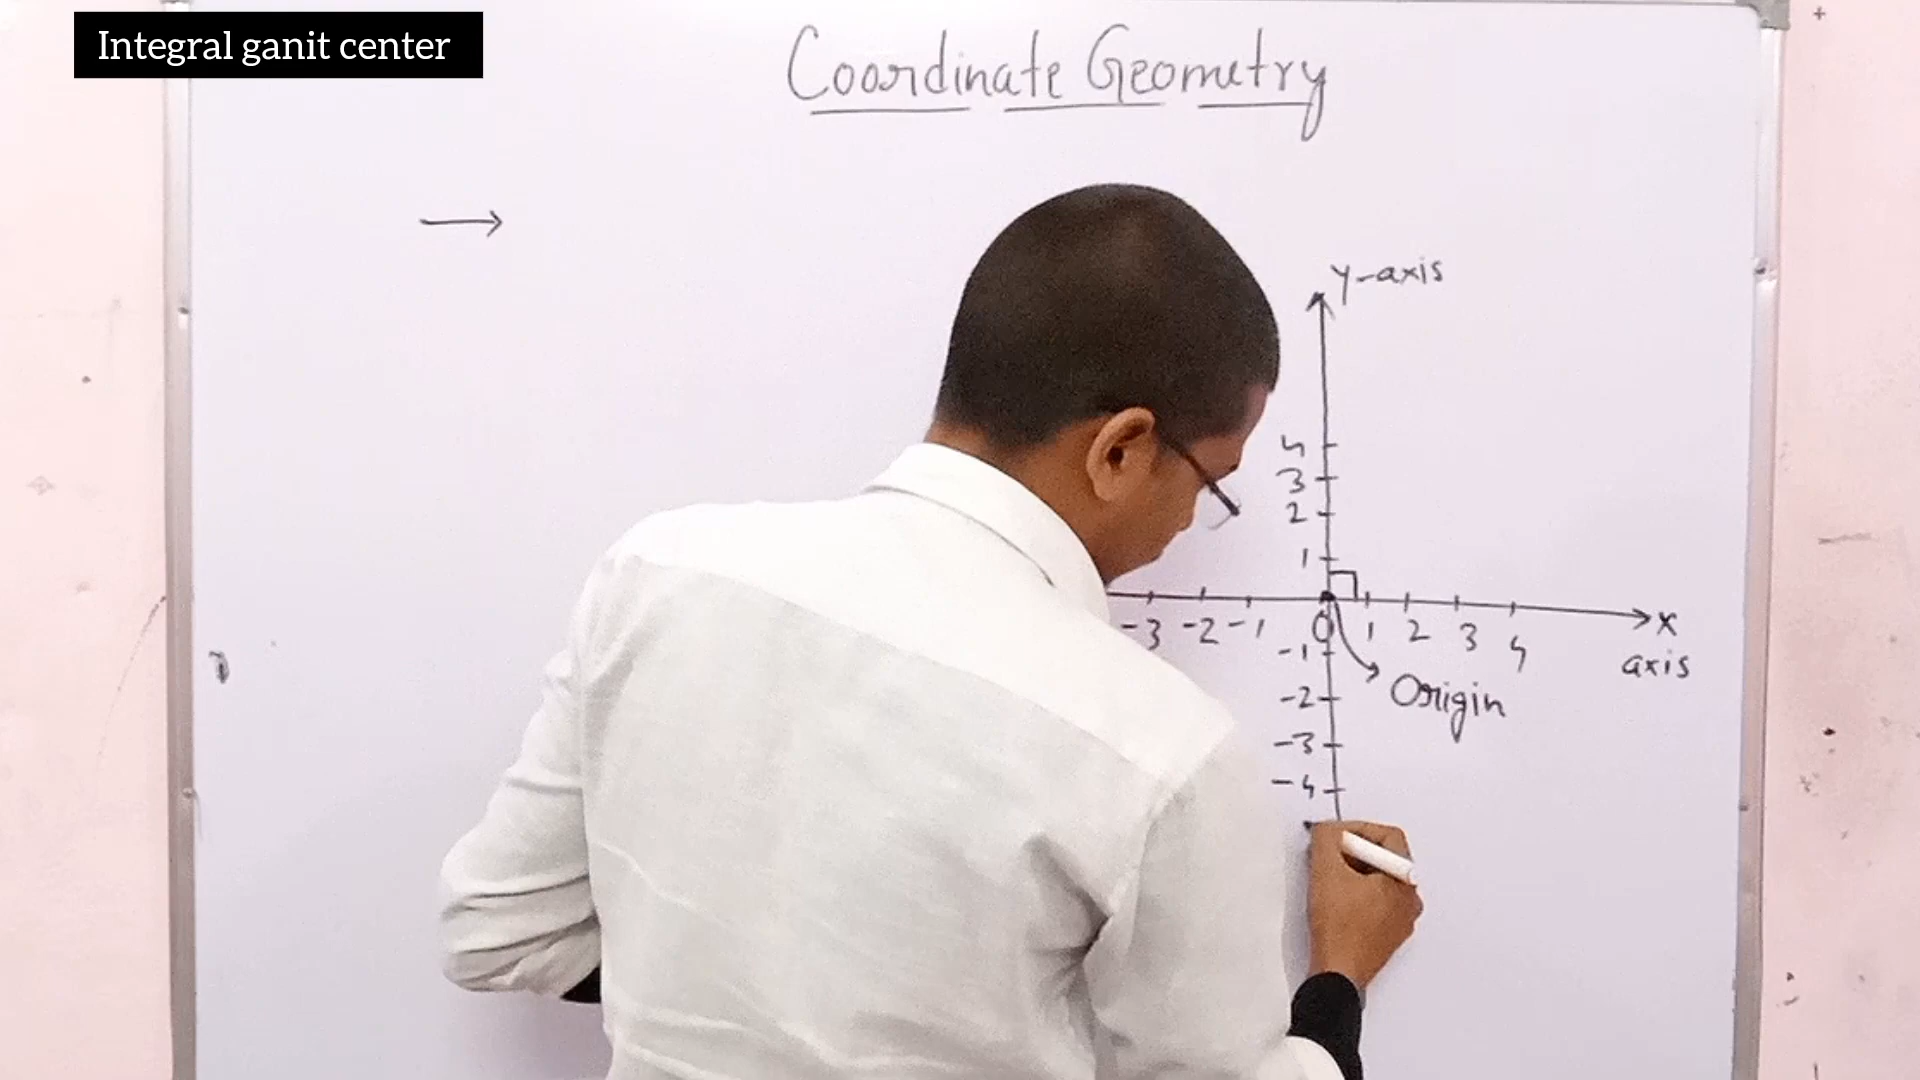 Integral ganit center
Coordinate Geometry
y-axis
4
3
2
1
-3 -2 -1 0 1 2 3 4 x
axis
-1
Origin
-2
-3
-4